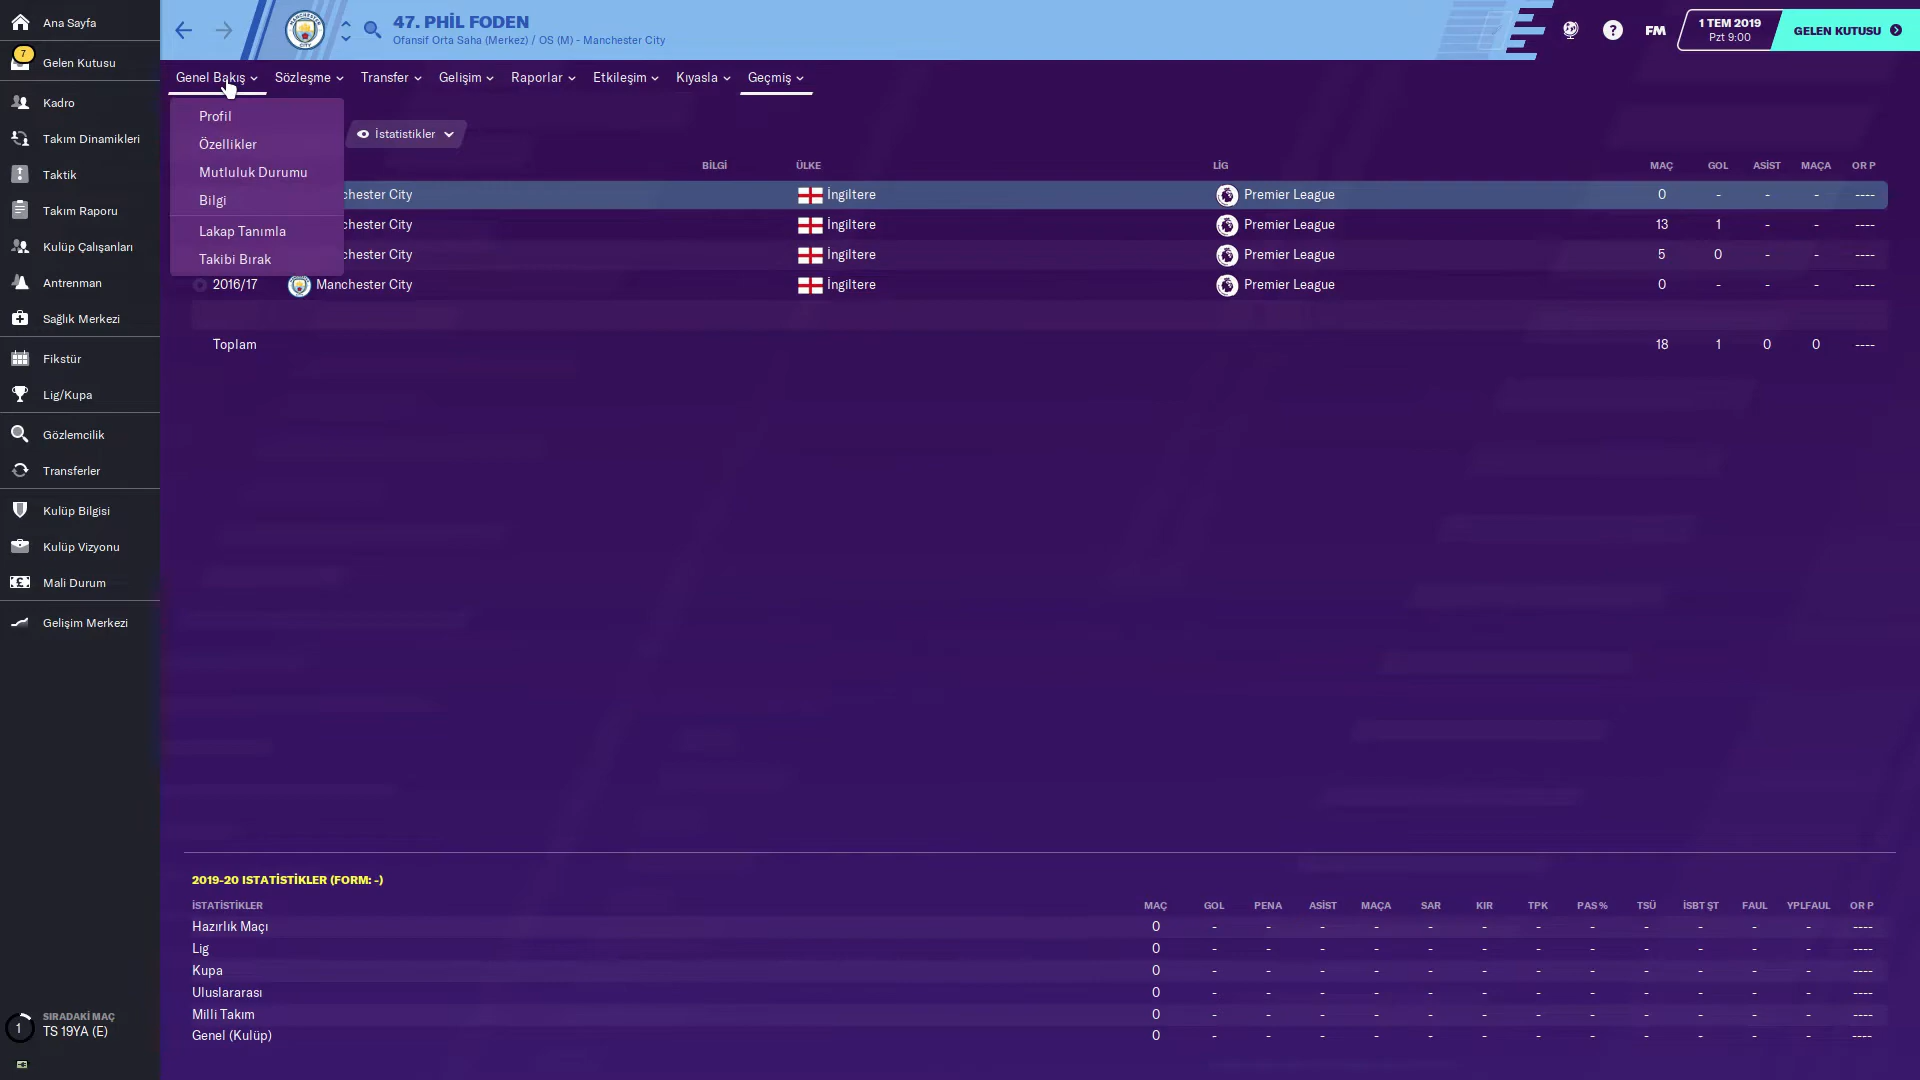 Ana Sayfa
7
Gelen Kutusu
Kadro
Takım Dinamikleri
Taktik
Takım Raporu
Kulüp Çalışanları
Antrenman
Sağlık Merkezi
Fikstür
Lig/Kupa
Gözlemcilik
Transferler
Kulüp Bilgisi
Kulüp Vizyonu
Mali Durum
Gelişim Merkezi
1
SIRADAKİ MAÇ
TS 19YA (E)
47. PHİL FODEN
Ofansif Orta Saha (Merkez) / OS (M) - Manchester City
FM
1 TEM 2019
Pzt 9:00
GELEN KUTUSU
Genel Bakış Sözleşme Transfer Gelişim Raporlar Etkileşim Kıyasla Geçmiş
Profil
Özellikler
Mutluluk Durumu
Bilgi
Lakap Tanımla
Takibi Bırak
İstatistikler
BİLGİ ÜLKE LİG MAÇ GOL ASİST MAÇA OR P
chester City İngiltere Premier League 0 - - - ----
chester City İngiltere Premier League 13 1 - - ----
chester City İngiltere Premier League 5 0 - - ----
2016/17 Manchester City İngiltere Premier League 0 - - - ----
Toplam 18 1 0 0 ----
2019-20 ISTATİSTİKLER (FORM: -)
İSTATİSTİKLER MAÇ GOL PENA ASİST MAÇA SAR KIR TPK PAS % TSÜ İSBT ŞT FAUL YPLFAUL OR P
Hazırlık Maçı 0 - - - - - - - - - - - - ----
Lig 0 - - - - - - - - - - - - ----
Kupa 0 - - - - - - - - - - - - ----
Uluslararası 0 - - - - - - - - - - - - ----
Milli Takım 0 - - - - - - - - - - - - ----
Genel (Kulüp) 0 - - - - - - - - - - - - ----